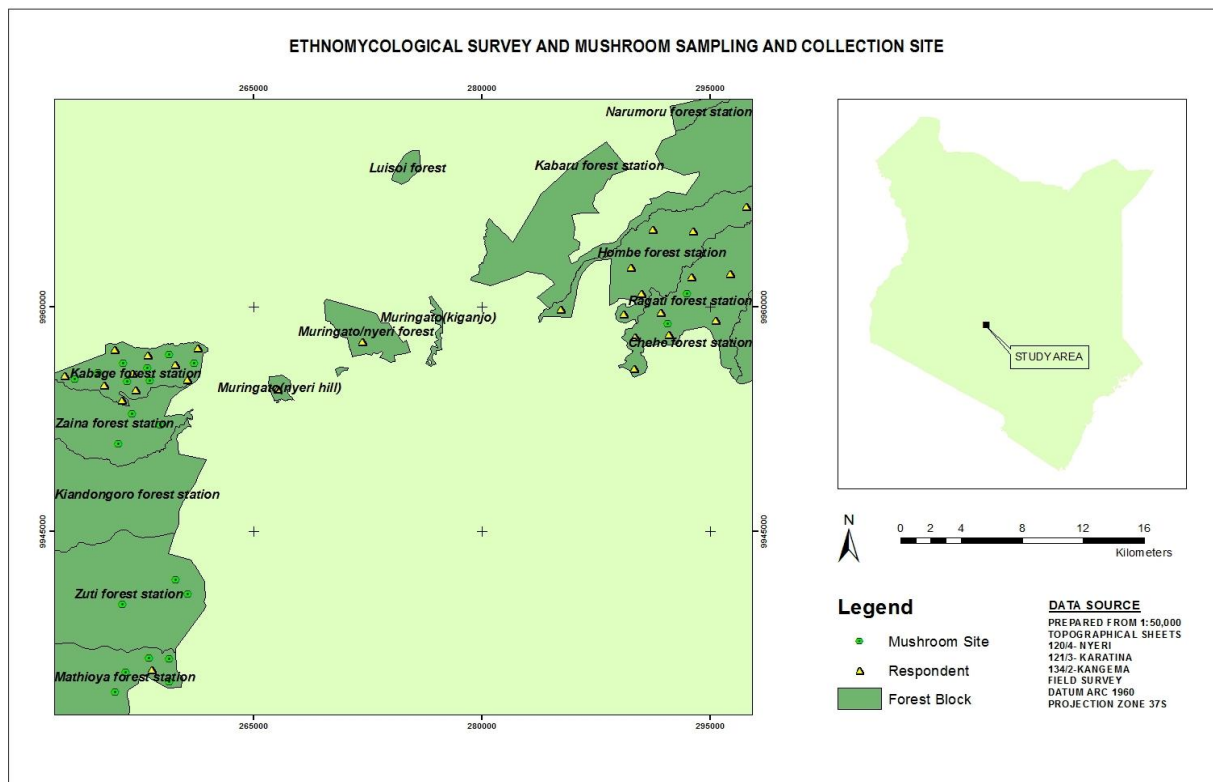 ETHNOMYCOLOGICAL SURVEY AND MUSHROOM SAMPLING AND COLLECTION SITE
265000
280000
295000
Narumoru forest station
Luisoi forest
Kabaru forest station
Hombe forest station
9960000
Ragati forest station
9960000
Muringato(kiganjo)
Muringato/nyeri forest
Chehe forest station
Kabage forest station
Muringato(nyeri hill)
Zaina forest station
Kiandongoro forest station
9945000
9945000
Zuti forest station
Mathioya forest station
265000
280000
295000
STUDY AREA
N
0 2 4 8 12 16
Kilometers
Legend
Mushroom Site
Respondent
Forest Block
DATA SOURCE
PREPARED FROM 1:50,000
TOPOGRAPHICAL SHEETS
120/4- NYERI
121/3- KARATINA
134/2-KANGEMA
FIELD SURVEY
DATUM ARC 1960
PROJECTION ZONE 37S